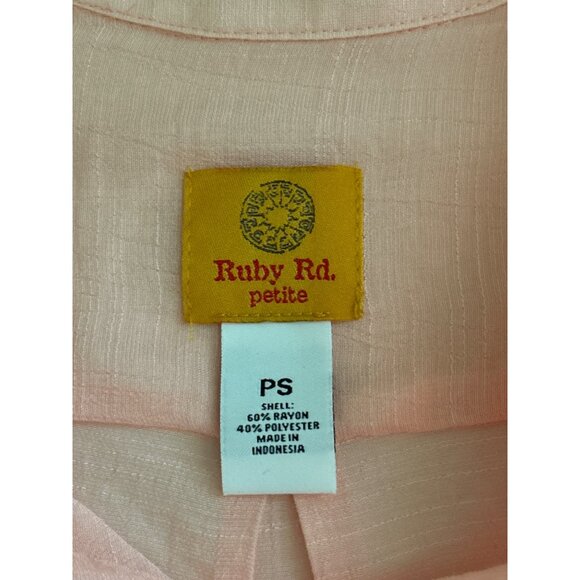 Ruby Rd.
petite
PS
SHELL:
60% RAYON
40% POLYESTER
MADE IN
INDONESIA